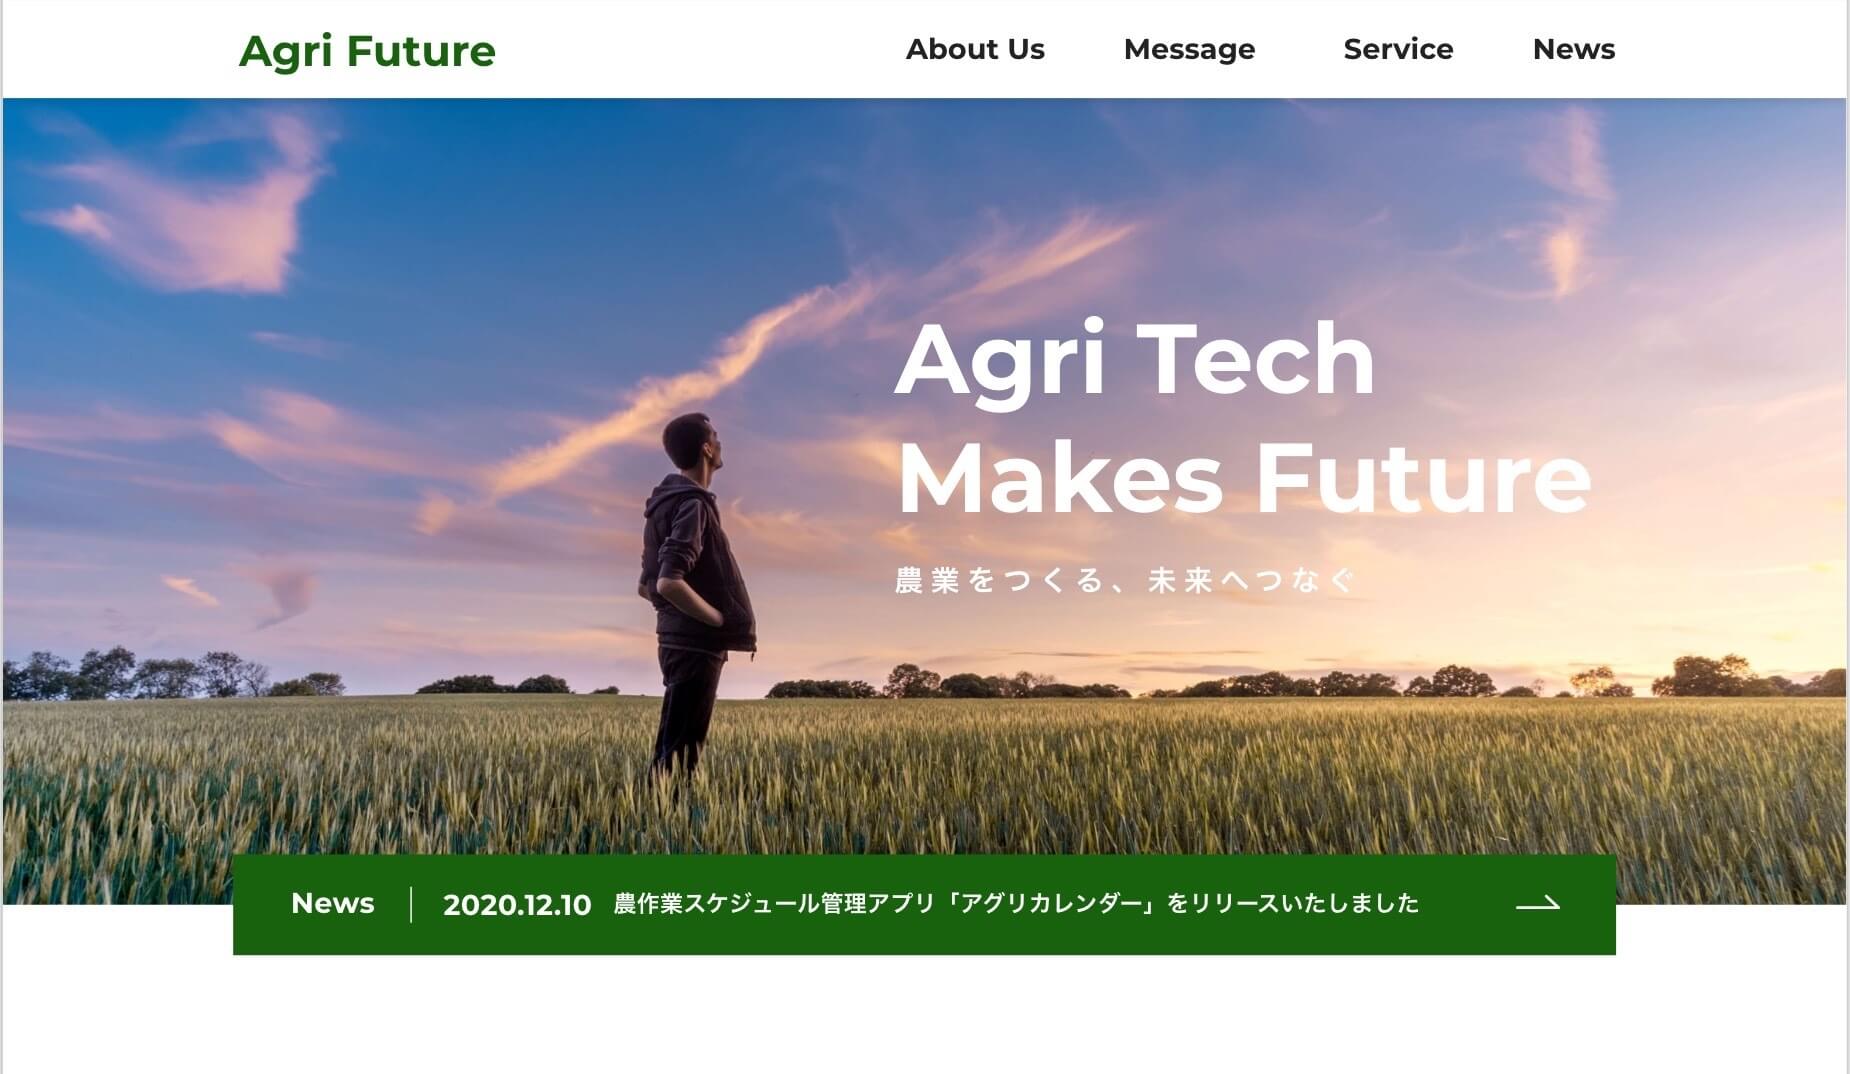 Agri Future
About Us
Message
Service
News
Agri Tech
Makes Future
農業をつくる、未来へつなぐ
News
2020.12.10 農作業スケジュール管理アプリ「アグリカレンダー」をリリースいたしました